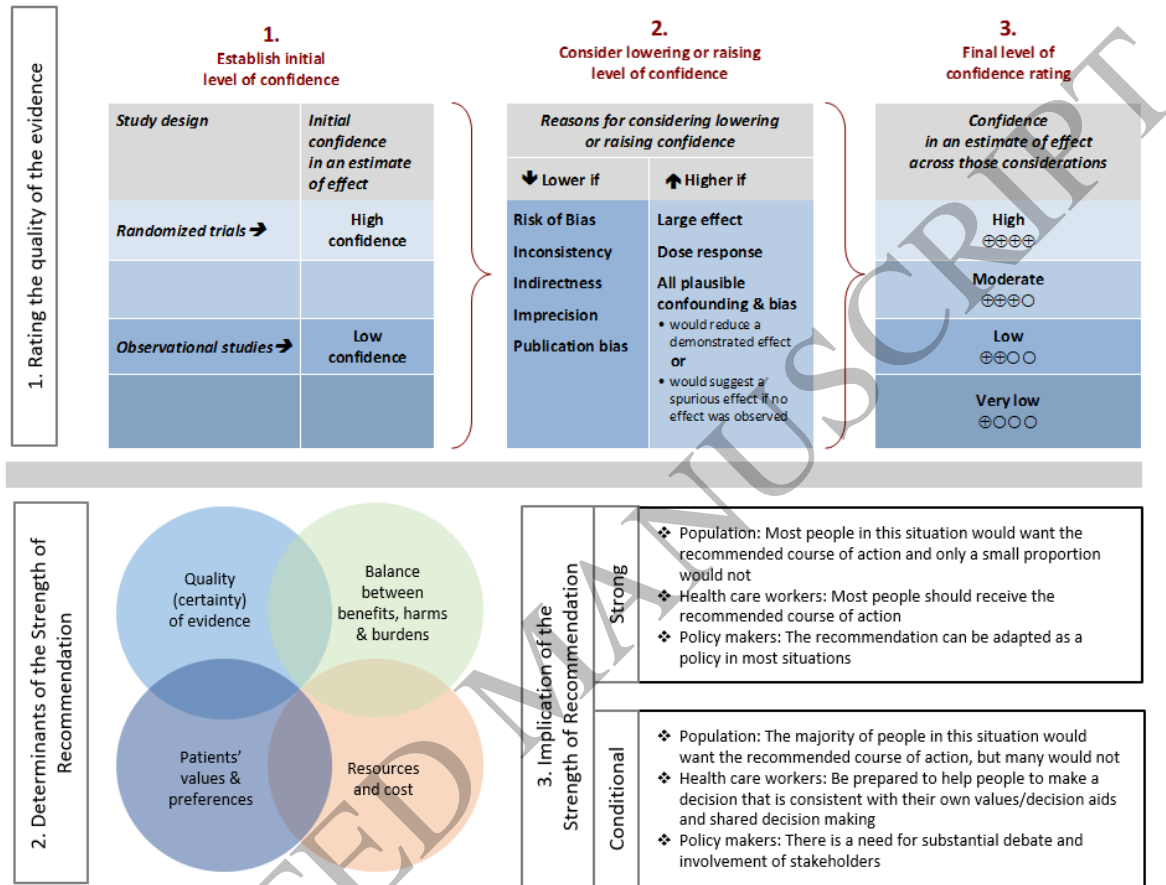 1. Rating the quality of the evidence
1.
Establish initial
level of confidence
Study design
Initial
confidence
in an estimate
of effect
Randomized trials ➔
High
confidence
Observational studies ➔
Low
confidence
2.
Consider lowering or raising
level of confidence
Reasons for considering lowering
or raising confidence
🡻 Lower if
🡹 Higher if
Risk of Bias
Inconsistency
Indirectness
Imprecision
Publication bias
Large effect
Dose response
All plausible
confounding & bias
• would reduce a
demonstrated effect
or
• would suggest a
spurious effect if no
effect was observed
3.
Final level of
confidence rating
Confidence
in an estimate of effect
across those considerations
High
⊕⊕⊕⊕
Moderate
⊕⊕⊕○
Low
⊕⊕○○
Very low
⊕○○○
2. Determinants of the Strength of
Recommendation
Quality
(certainty)
of evidence
Balance
between
benefits, harms
& burdens
Patients'
values &
preferences
Resources
and cost
3. Implication of the
Strength of Recommendation
Strong
❖ Population: Most people in this situation would want the
recommended course of action and only a small proportion
would not
❖ Health care workers: Most people should receive the
recommended course of action
❖ Policy makers: The recommendation can be adapted as a
policy in most situations
Conditional
❖ Population: The majority of people in this situation would
want the recommended course of action, but many would not
❖ Health care workers: Be prepared to help people to make a
decision that is consistent with their own values/decision aids
and shared decision making
❖ Policy makers: There is a need for substantial debate and
involvement of stakeholders
TED MANUSCRIPT